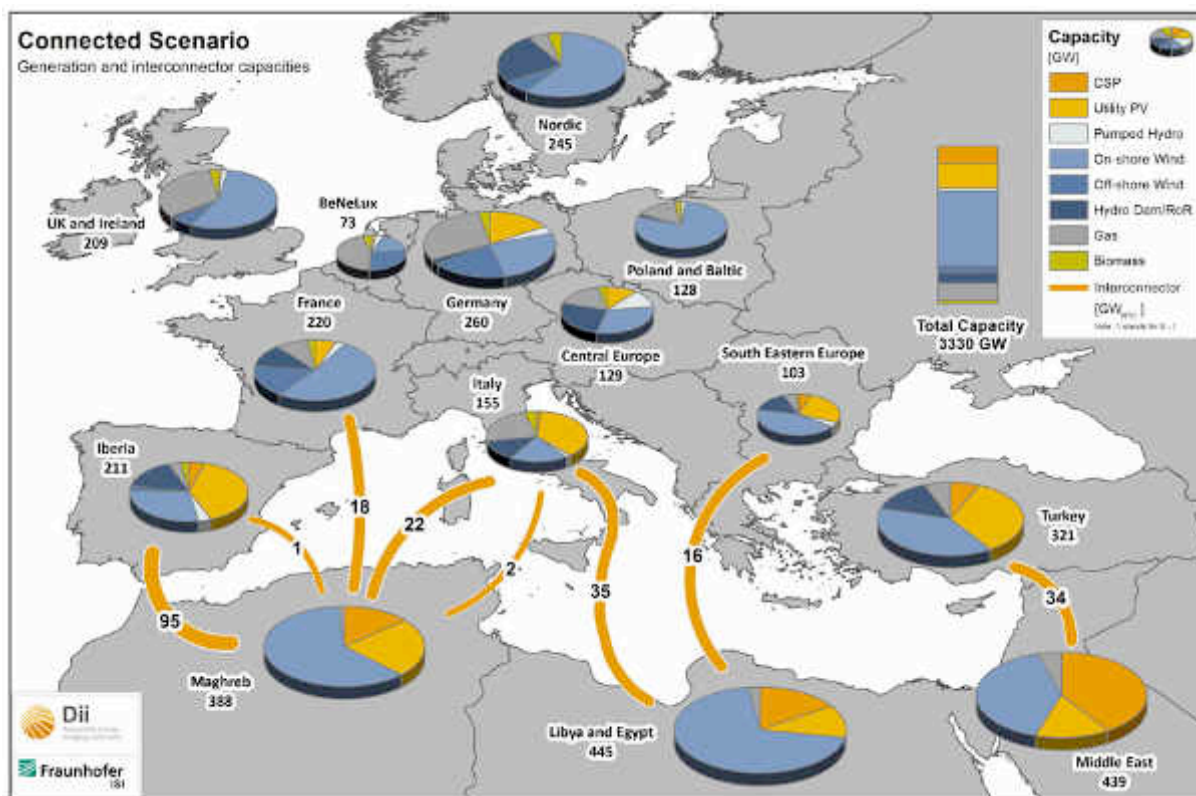 Connected Scenario
Generation and interconnector capacities
Nordic
245
UK and Ireland
209
BeNeLux
73
Germany
260
Poland and Baltic
128
France
220
Central Europe
129
South Eastern Europe
103
Italy
155
Iberia
211
Turkey
321
Maghreb
388
Libya and Egypt
445
Middle East
439
1
18
22
2
95
35
16
34
Total Capacity
3330 GW
Capacity
[GW]
CSP
Utility PV
Pumped Hydro
On-shore Wind
Off-shore Wind
Hydro Dam/RoR
Gas
Biomass
Interconnector
Dii
Fraunhofer
ISI